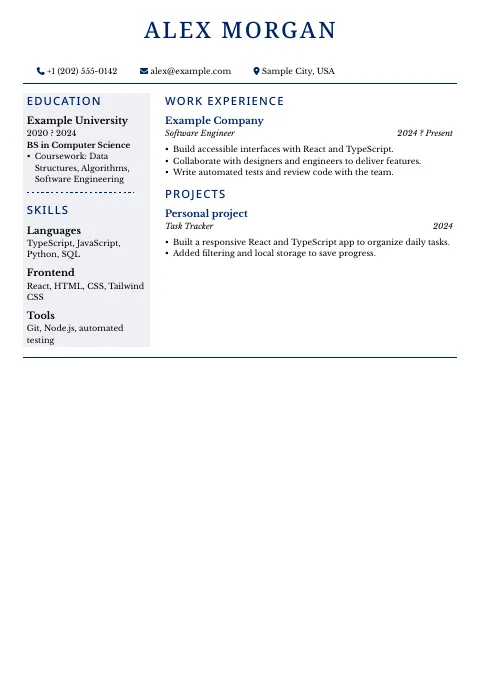 ALEX MORGAN
+1 (202) 555-0142 alex@example.com Sample City, USA
EDUCATION
Example University
2020 ? 2024
BS in Computer Science
• Coursework: Data
Structures, Algorithms,
Software Engineering
SKILLS
Languages
TypeScript, JavaScript,
Python, SQL
Frontend
React, HTML, CSS, Tailwind
CSS
Tools
Git, Node.js, automated
testing
WORK EXPERIENCE
Example Company
Software Engineer 2024 ? Present
• Build accessible interfaces with React and TypeScript.
• Collaborate with designers and engineers to deliver features.
• Write automated tests and review code with the team.
PROJECTS
Personal project
Task Tracker 2024
• Built a responsive React and TypeScript app to organize daily tasks.
• Added filtering and local storage to save progress.